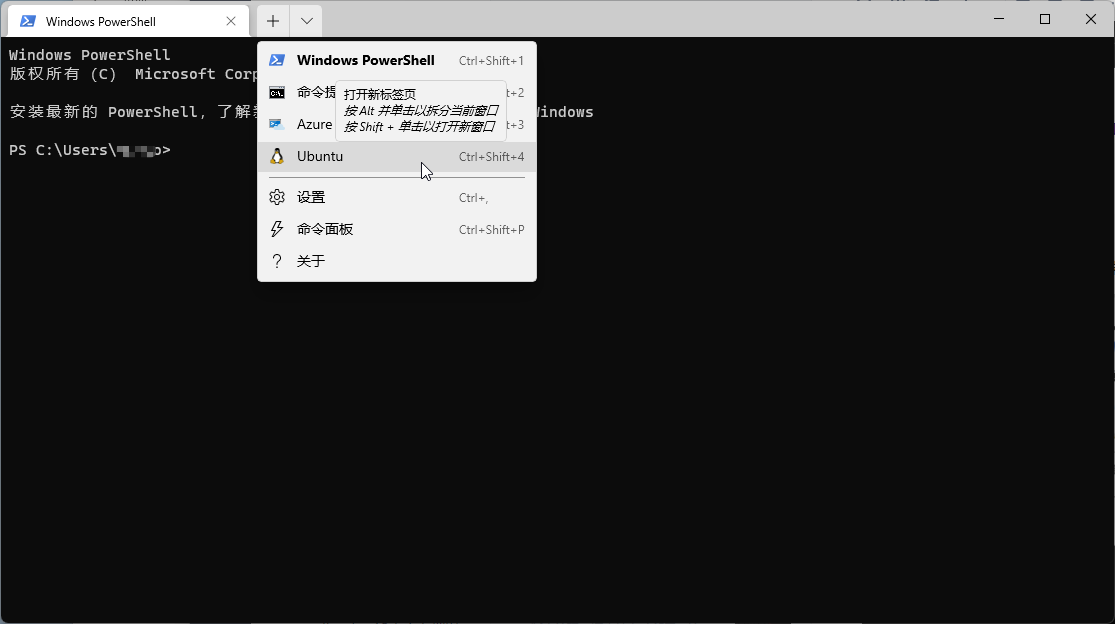 Windows PowerShell
Windows PowerShell
版权所有 (C) Microsoft Corp
安装最新的 PowerShell,了解
Windows
PS C:\Users\
Windows PowerShell Ctrl+Shift+1
命令提
t+2
打开新标签页
按 Alt 并单击以拆分当前窗口
按 Shift + 单击以打开新窗口
Azure
t+3
Ubuntu Ctrl+Shift+4
设置 Ctrl+,
命令面板 Ctrl+Shift+P
关于